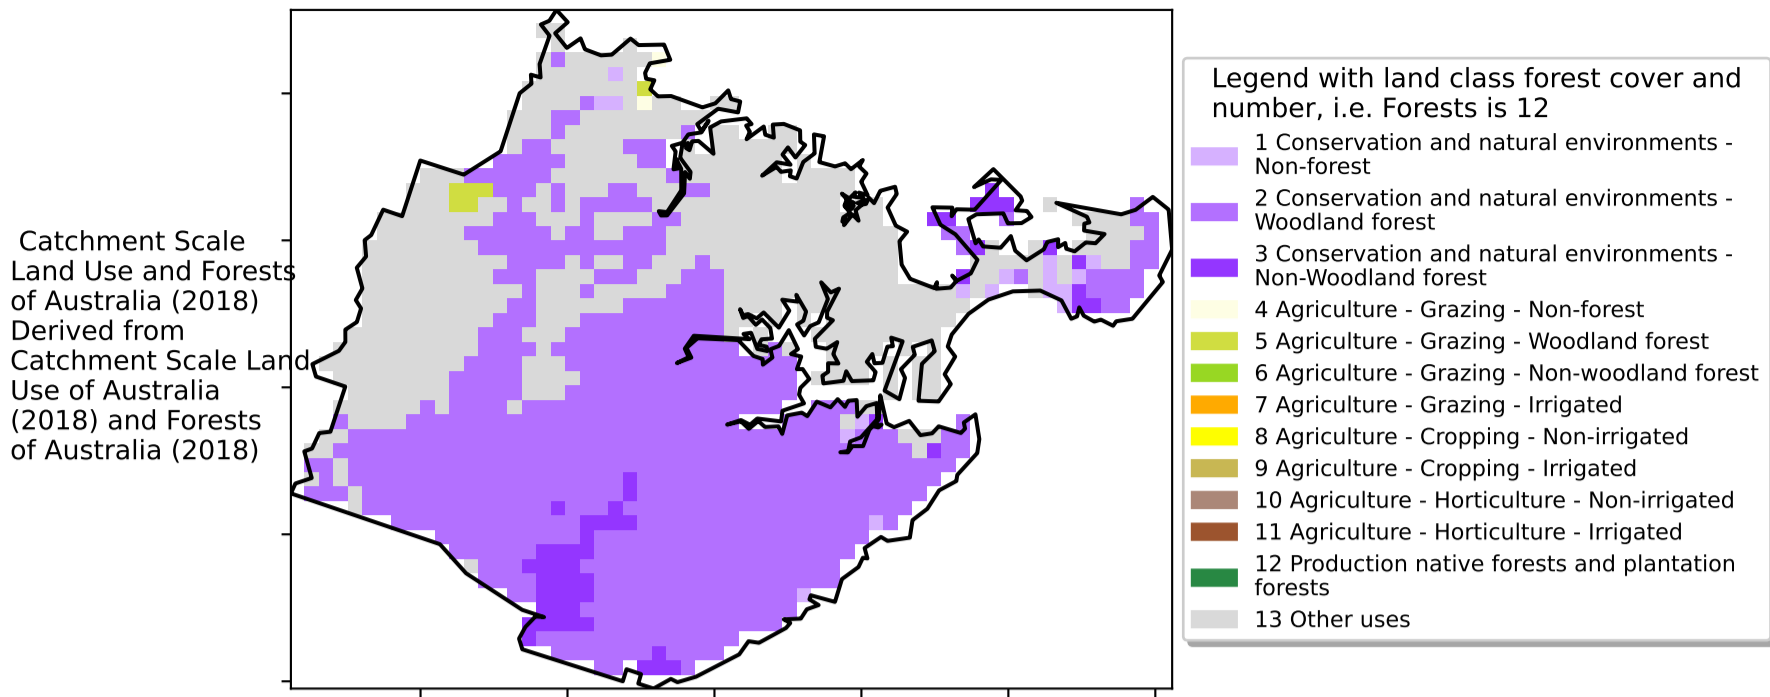 Catchment Scale
Land Use and Forests
of Australia (2018)
Derived from
Catchment Scale Land
Use of Australia
(2018) and Forests
of Australia (2018)
Legend with land class forest cover and
number, i.e. Forests is 12
1 Conservation and natural environments -
Non-forest
2 Conservation and natural environments -
Woodland forest
3 Conservation and natural environments -
Non-Woodland forest
4 Agriculture - Grazing - Non-forest
5 Agriculture - Grazing - Woodland forest
6 Agriculture - Grazing - Non-woodland forest
7 Agriculture - Grazing - Irrigated
8 Agriculture - Cropping - Non-irrigated
9 Agriculture - Cropping - Irrigated
10 Agriculture - Horticulture - Non-irrigated
11 Agriculture - Horticulture - Irrigated
12 Production native forests and plantation
forests
13 Other uses